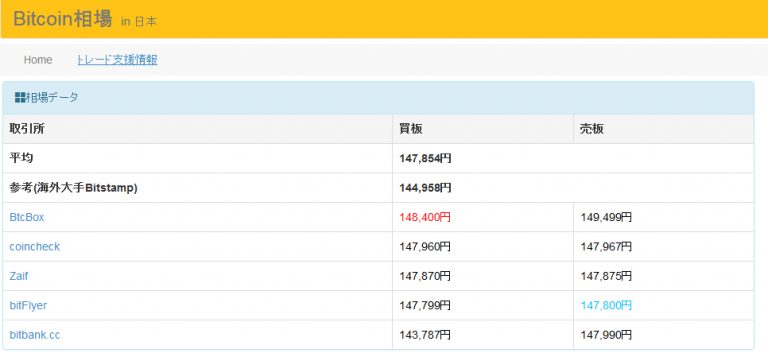 Bitcoin相場 in 日本
Home トレード支援情報
相場データ
取引所 買板 売板
平均 147,854円
参考(海外大手Bitstamp) 144,958円
BtcBox 148,400円 149,499円
coincheck 147,960円 147,967円
Zaif 147,870円 147,875円
bitFlyer 147,799円 147,800円
bitbank.cc 143,787円 147,990円